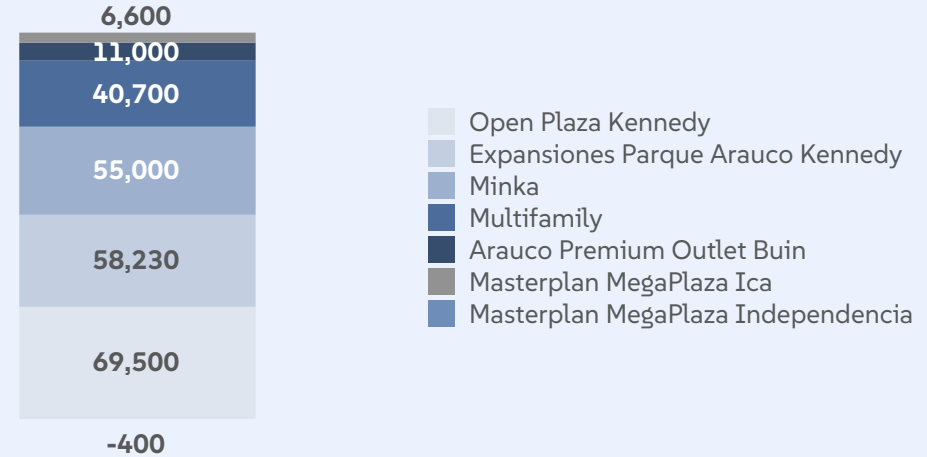 6,600
11,000
40,700
55,000
58,230
69,500
-400
Open Plaza Kennedy
Expansiones Parque Arauco Kennedy
Minka
Multifamily
Arauco Premium Outlet Buin
Masterplan MegaPlaza Ica
Masterplan MegaPlaza Independencia